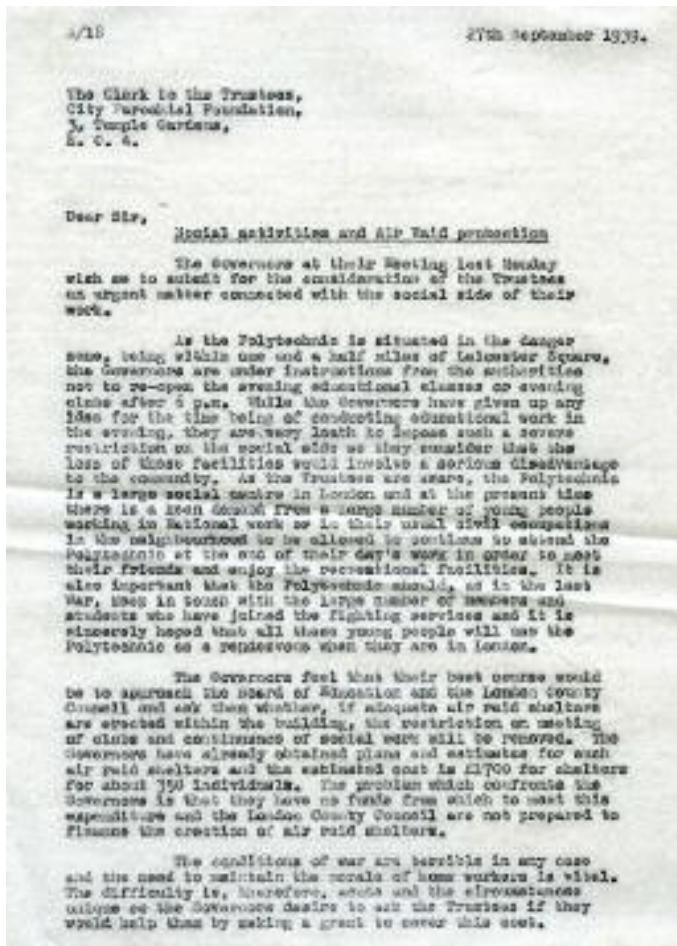 A/18 27th September 1939.
The Clerk to the Trustees,
City Parochial Foundation,
3, Temple Gardens,
E. C. 4.
Dear Sir,
Social activities and Air Raid protection
The Governors at their Meeting last Monday
wish me to submit for the consideration of the Trustees
an urgent matter connected with the social side of their
work.
As the Polytechnic is situated in the danger
zone, being within one and a half miles of Leicester Square,
the Governors are under instructions from the authorities
not to re-open the evening educational classes or evening
clubs after 6 p.m. While the Governors have given up any
idea for the time being of conducting educational work in
the evening, they are very loath to impose such a severe
restriction on the social side as they consider that the
loss of these facilities would involve a serious disadvantage
to the community. As the Trustees are aware, the Polytechnic
is a large social centre in London and at the present time
there is a keen demand from a large number of young people
working in National work or in their usual civil occupations
in the neighbourhood to be allowed to continue to attend the
Polytechnic at the end of their day's work in order to meet
their friends and enjoy the recreational facilities. It is
also important that the Polytechnic should, as in the last
War, keep in touch with the large number of members and
students who have joined the fighting services and it is
sincerely hoped that all these young people will use the
Polytechnic as a rendezvous when they are in London.
The Governors feel that their best course would
be to approach the Board of Education and the London County
Council and ask them whether, if adequate air raid shelters
are erected within the building, the restriction on meeting
of clubs and continuance of social work will be removed. The
Governors have already obtained plans and estimates for such
air raid shelters and the estimated cost is £1700 for shelters
for about 350 individuals. The problem which confronts the
Governors is that they have no funds from which to meet this
expenditure and the London County Council are not prepared to
finance the erection of air raid shelters.
The conditions of war are terrible in any case
and the need to maintain the morale of home workers is vital.
The difficulty is, therefore, acute and the circumstances
unique so the Governors desire to ask the Trustees if they
would help them by making a grant to cover this cost.